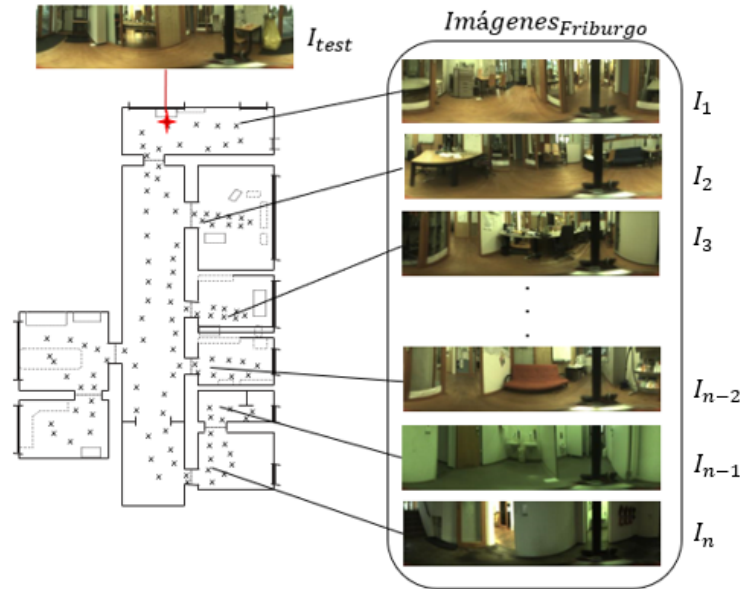 I_test
Imágenes_Friburgo
I_1
I_2
I_3
I_n-2
I_n-1
I_n